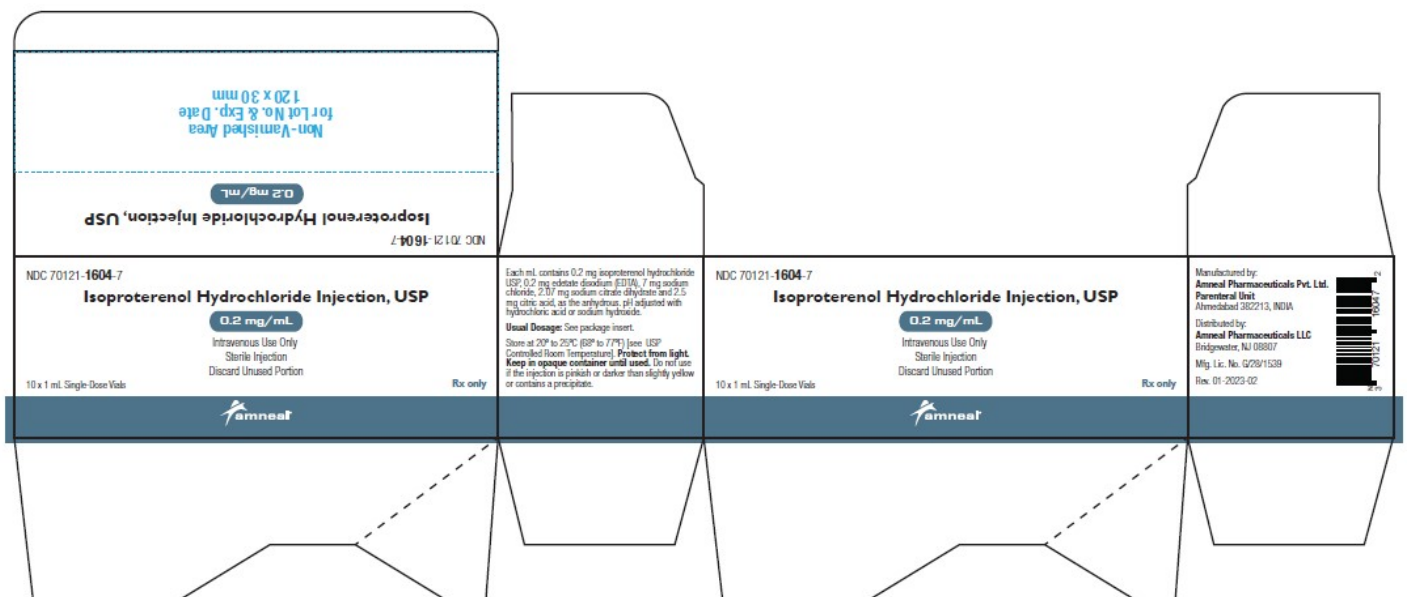 Non-Varnished Area
for Lot No. & Exp. Date
120 x 30 mm
NDC 70121-1604-7
Isoproterenol Hydrochloride Injection, USP
0.2 mg/mL
NDC 70121-1604-7
Isoproterenol Hydrochloride Injection, USP
0.2 mg/mL
Intravenous Use Only
Sterile Injection
Discard Unused Portion
10 x 1 mL Single-Dose Vials
Rx only
amneal
Each mL contains 0.2 mg isoproterenol hydrochloride
USP, 0.2 mg edetate disodium (EDTA), 7 mg sodium
chloride, 2.07 mg sodium citrate dihydrate and 2.5
mg citric acid, as the anhydrous. pH adjusted with
hydrochloric acid or sodium hydroxide.
Usual Dosage: See package insert.
Store at 20º to 25ºC (68º to 77ºF) [see USP
Controlled Room Temperature]. Protect from light.
Keep in opaque container until used. Do not use
if the injection is pinkish or darker than slightly yellow
or contains a precipitate.
NDC 70121-1604-7
Isoproterenol Hydrochloride Injection, USP
0.2 mg/mL
Intravenous Use Only
Sterile Injection
Discard Unused Portion
10 x 1 mL Single-Dose Vials
Rx only
amneal
Manufactured by:
Amneal Pharmaceuticals Pvt. Ltd.
Parenteral Unit
Ahmedabad 382213, INDIA
Distributed by:
Amneal Pharmaceuticals LLC
Bridgewater, NJ 08807
Mfg. Lic. No. G/28/1539
Rev. 01-2023-02
3 70121 16047 2